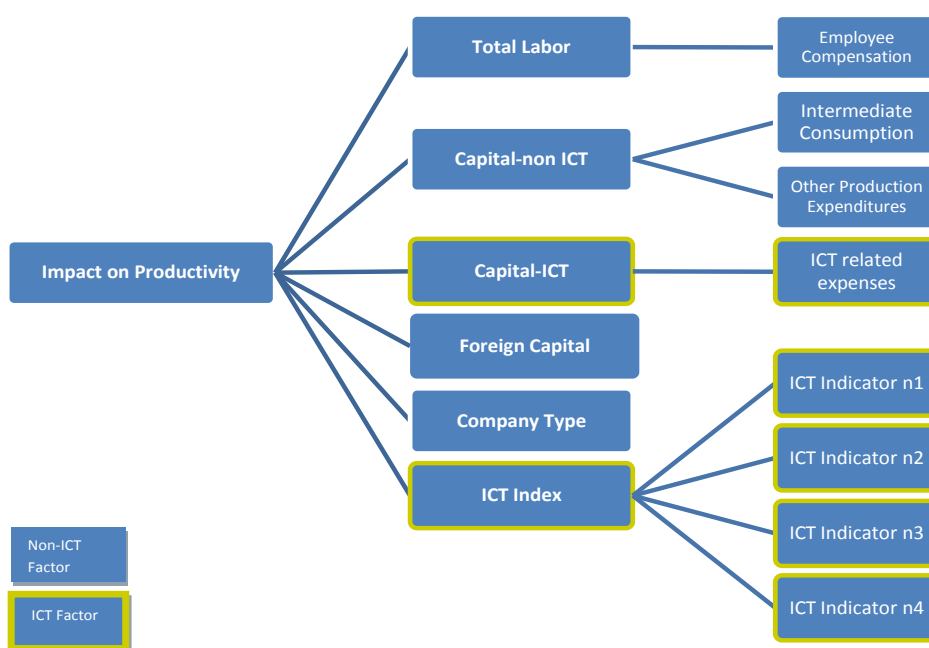 Total Labor
Employee
Compensation
Intermediate
Consumption
Capital-non ICT
Other Production
Expenditures
Impact on Productivity
Capital-ICT
ICT related
expenses
Foreign Capital
ICT Indicator n1
Company Type
ICT Indicator n2
ICT Index
ICT Indicator n3
ICT Indicator n4
Non-ICT
Factor
ICT Factor